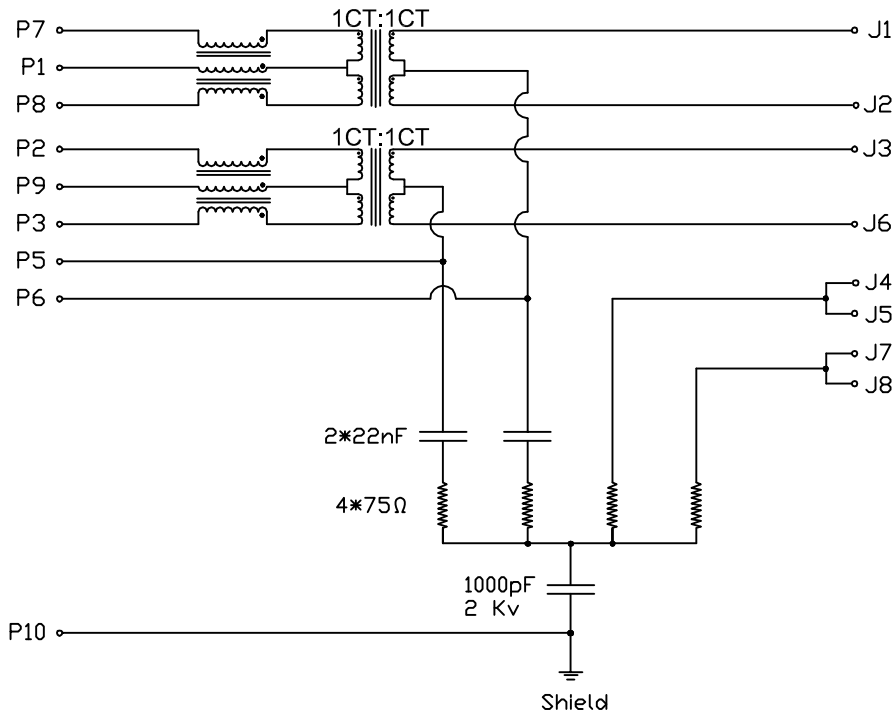 1CT:1CT
P7
J1
P1
P8
J2
1CT:1CT
P2
J3
P9
P3
J6
P5
J4
P6
J5
J7
J8
2*22nF
4*75Ω
1000pF
2 Kv
P10
Shield